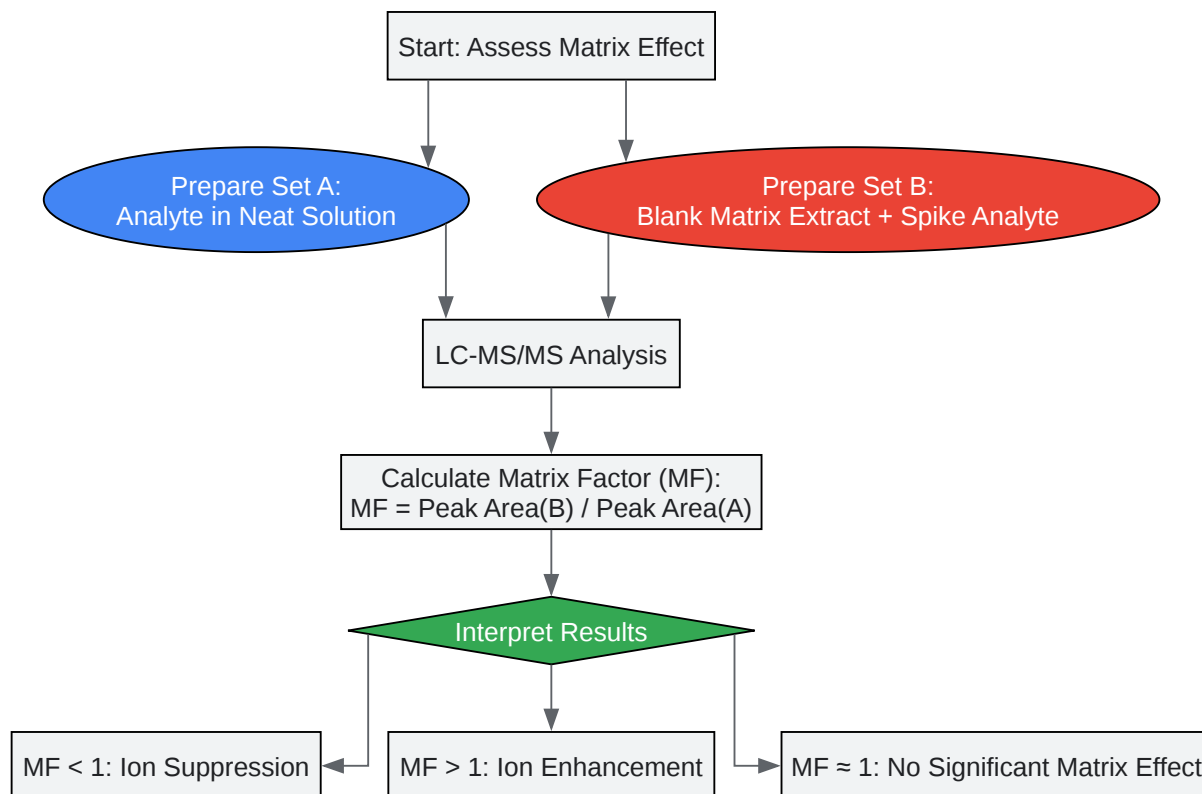 Start: Assess Matrix Effect
Prepare Set A:
Analyte in Neat Solution
Prepare Set B:
Blank Matrix Extract + Spike Analyte
LC-MS/MS Analysis
Calculate Matrix Factor (MF):
MF = Peak Area(B) / Peak Area(A)
Interpret Results
MF < 1: Ion Suppression
MF > 1: Ion Enhancement
MF ≈ 1: No Significant Matrix Effect